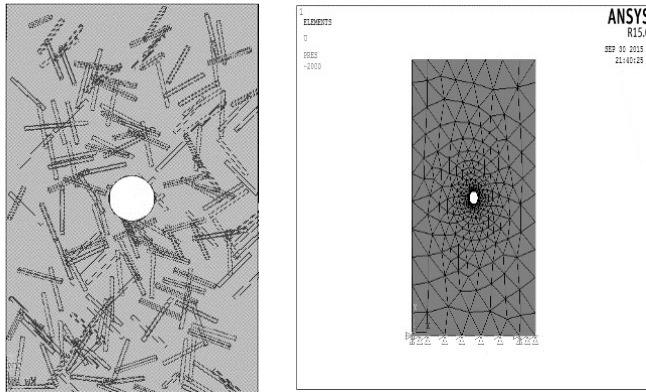 1
ELEMENTS
U
PRES
-2000
ANSYS
R15.0
SEP 30 2015
21:40:25